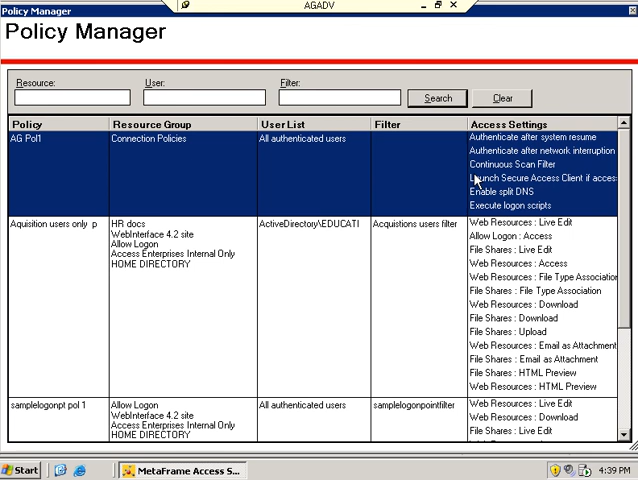 AGADV
Policy Manager
Policy Manager
Resource:
User:
Filter:
Search
Clear
Policy
Resource Group
User List
Filter
Access Settings
AG Pol1
Connection Policies
All authenticated users
Authenticate after system resume
Authenticate after network interruption
Continuous Scan Filter
Launch Secure Access Client if acces
Enable split DNS
Execute logon scripts
Aquisition users only p
HR docs
WebInterface 4.2 site
Allow Logon
Access Enterprises Internal Only
HOME DIRECTORY
ActiveDirectory\EDUCATI
Acquistions users filter
Web Resources : Live Edit
Allow Logon : Access
File Shares : Live Edit
Web Resources : Access
Web Resources : File Type Association
File Shares : File Type Association
Web Resources : Download
File Shares : Download
File Shares : Upload
Web Resources : Email as Attachment
File Shares : Email as Attachment
File Shares : HTML Preview
Web Resources : HTML Preview
samplelogonpt pol 1
Allow Logon
WebInterface 4.2 site
Access Enterprises Internal Only
HOME DIRECTORY
All authenticated users
samplelogonpointfilter
Web Resources : Live Edit
Web Resources : Download
File Shares : Live Edit
Start
MetaFrame Access S...
4:39 PM